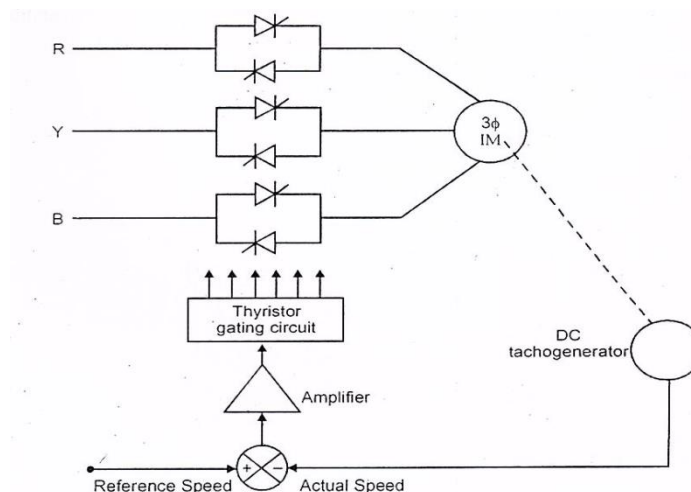 R
Y
B
3ϕ
IM
Thyristor
gating circuit
DC
tachogenerator
Amplifier
+ −
Reference Speed
Actual Speed